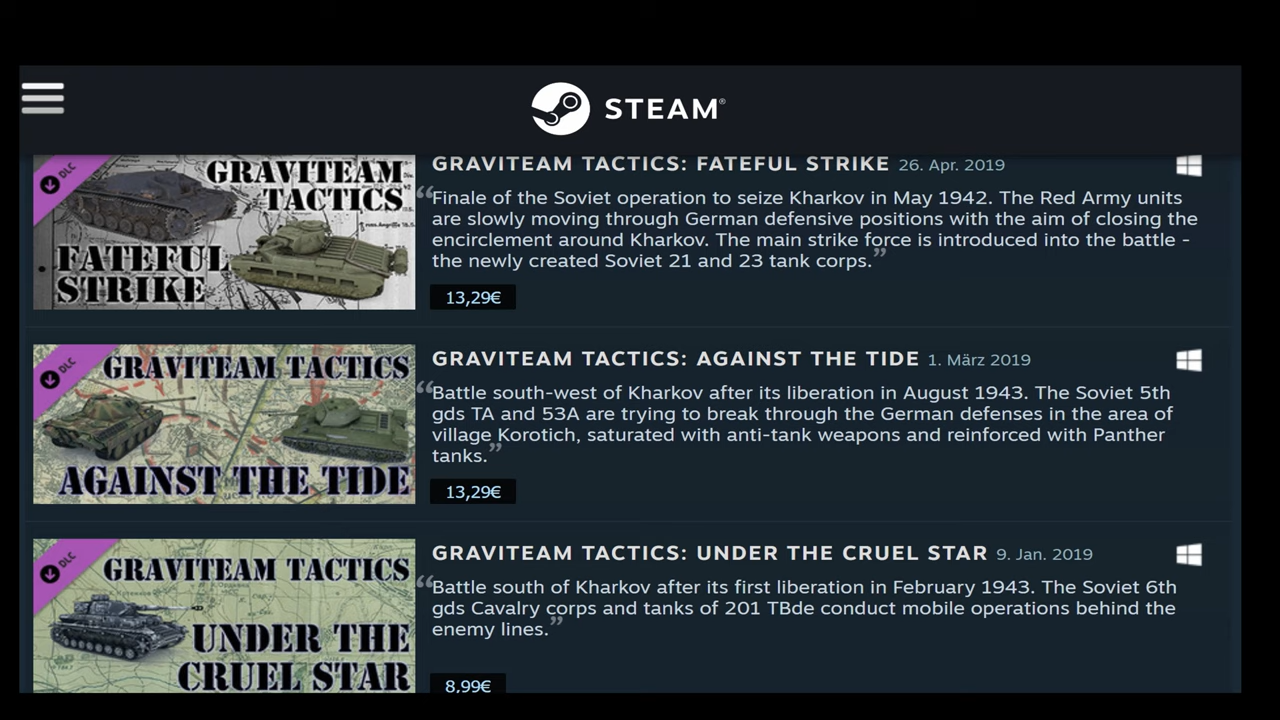 STEAM®
DLC
GRAVITEAM
TACTICS
FATEFUL
STRIKE
GRAVITEAM TACTICS: FATEFUL STRIKE 26. Apr. 2019
“Finale of the Soviet operation to seize Kharkov in May 1942. The Red Army units
are slowly moving through German defensive positions with the aim of closing the
encirclement around Kharkov. The main strike force is introduced into the battle -
the newly created Soviet 21 and 23 tank corps.”
13,29€
DLC
GRAVITEAM TACTICS
AGAINST THE TIDE
GRAVITEAM TACTICS: AGAINST THE TIDE 1. März 2019
“Battle south-west of Kharkov after its liberation in August 1943. The Soviet 5th
gds TA and 53A are trying to break through the German defenses in the area of
village Korotich, saturated with anti-tank weapons and reinforced with Panther
tanks.”
13,29€
DLC
GRAVITEAM TACTICS
UNDER THE
CRUEL STAR
GRAVITEAM TACTICS: UNDER THE CRUEL STAR 9. Jan. 2019
“Battle south of Kharkov after its first liberation in February 1943. The Soviet 6th
gds Cavalry corps and tanks of 201 TBde conduct mobile operations behind the
enemy lines.”
8,99€